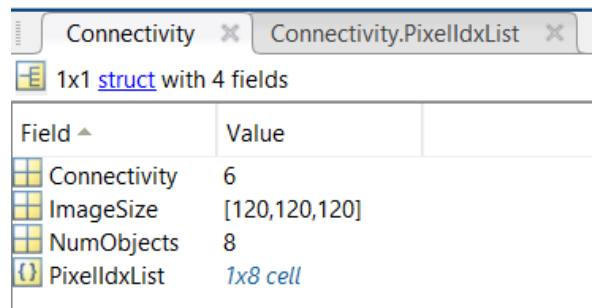 Connectivity Connectivity.PixelIdxList
1x1 struct with 4 fields
Field Value
Connectivity 6
ImageSize [120,120,120]
NumObjects 8
PixelIdxList 1x8 cell